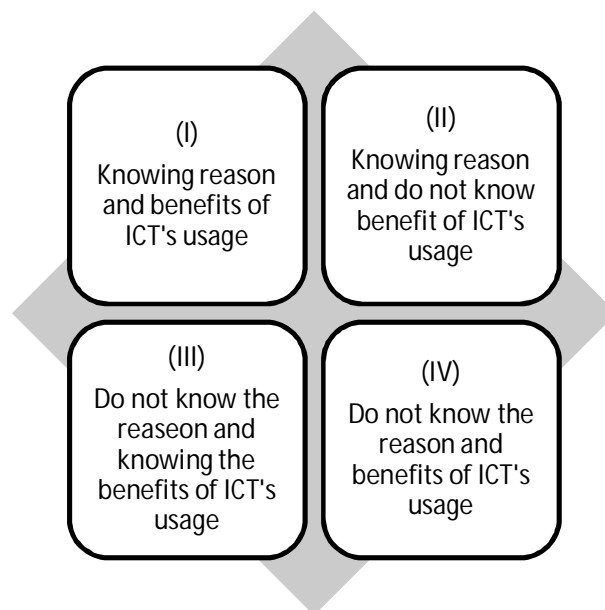 (I)
Knowing reason
and benefits of
ICT's usage
(II)
Knowing reason
and do not know
benefit of ICT's
usage
(III)
Do not know the
reaseon and
knowing the
benefits of ICT's
usage
(IV)
Do not know the
reason and
benefits of ICT's
usage